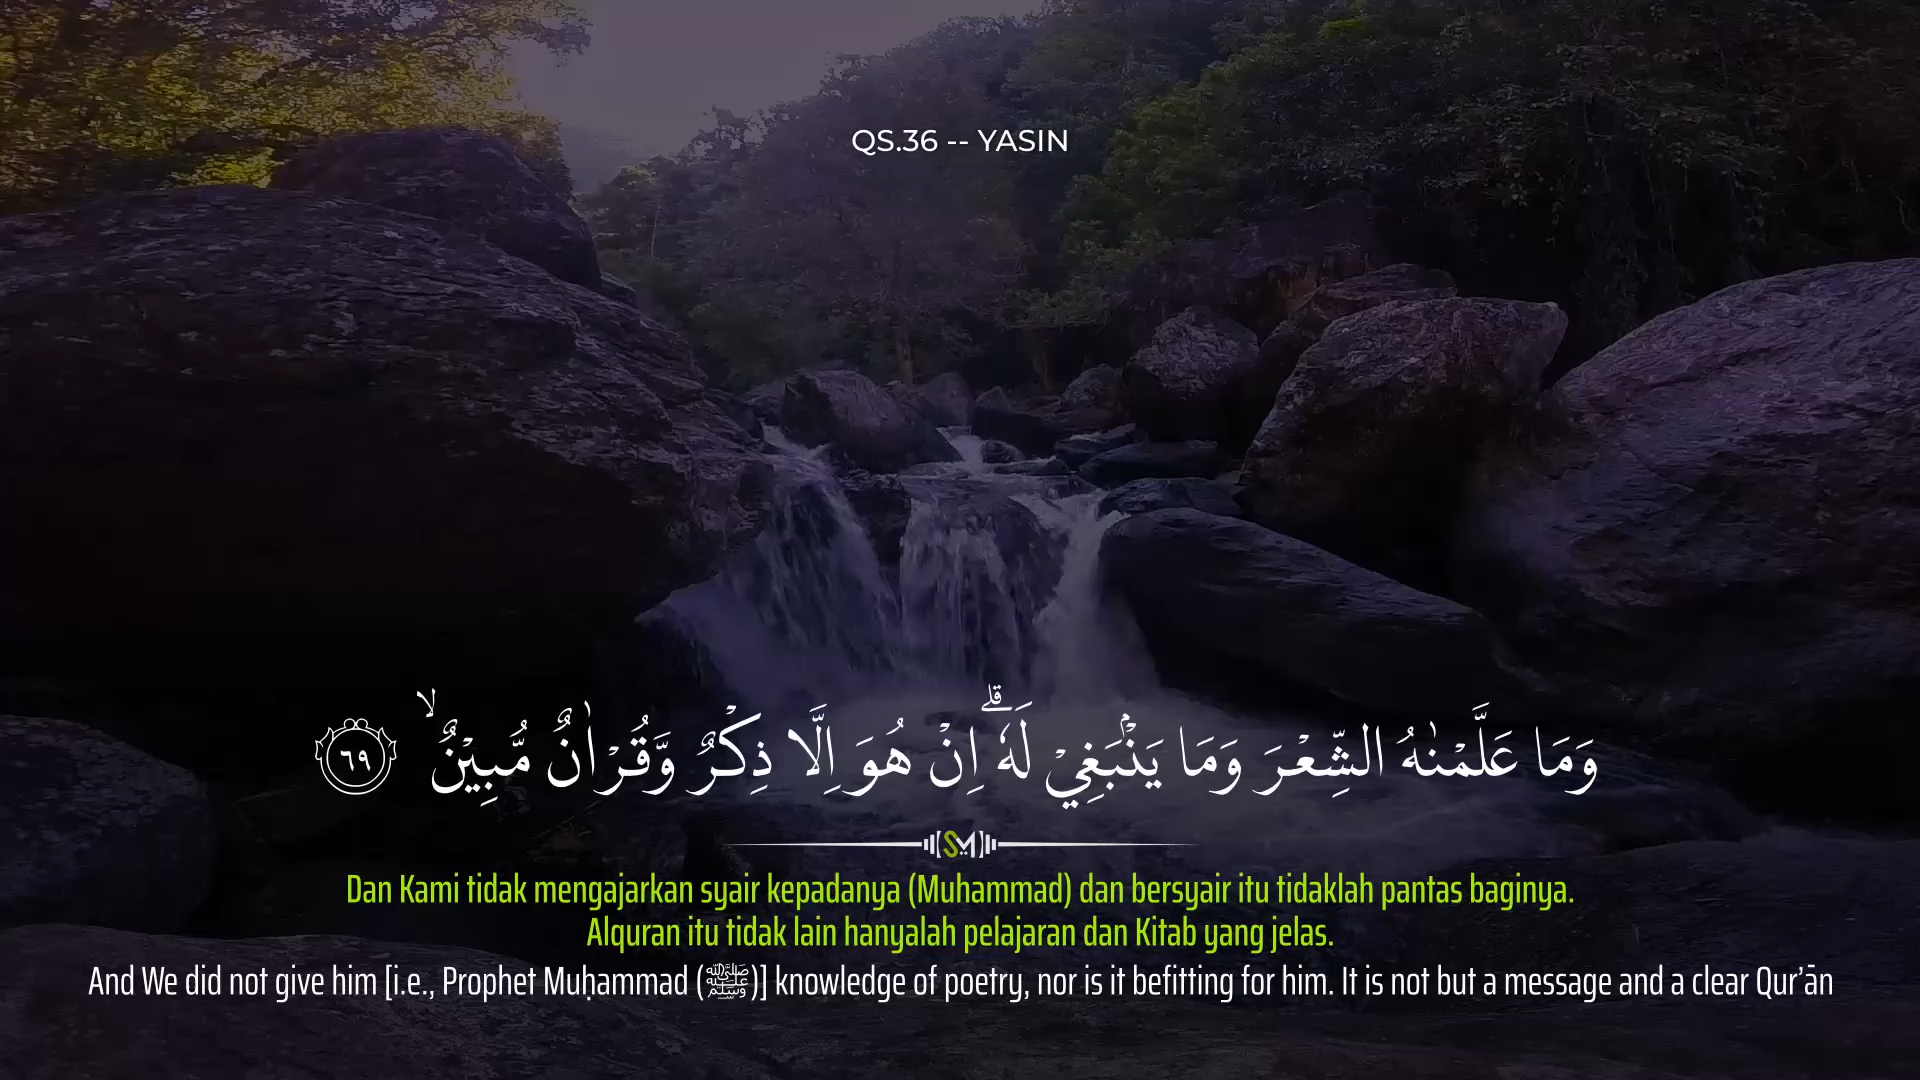 QS.36 -- YASIN
وَمَا عَلَّمْنٰهُ الشِّعْرَ وَمَا يَنْۢبَغِيْ لَهٗ ۗاِنْ هُوَ اِلَّا ذِكْرٌ وَّقُرْاٰنٌ مُّبِيْنٌ ۙ ٦٩
SM
Dan Kami tidak mengajarkan syair kepadanya (Muhammad) dan bersyair itu tidaklah pantas baginya.
Alquran itu tidak lain hanyalah pelajaran dan Kitab yang jelas.
And We did not give him [i.e., Prophet Muḥammad (ﷺ)] knowledge of poetry, nor is it befitting for him. It is not but a message and a clear Qur’ān